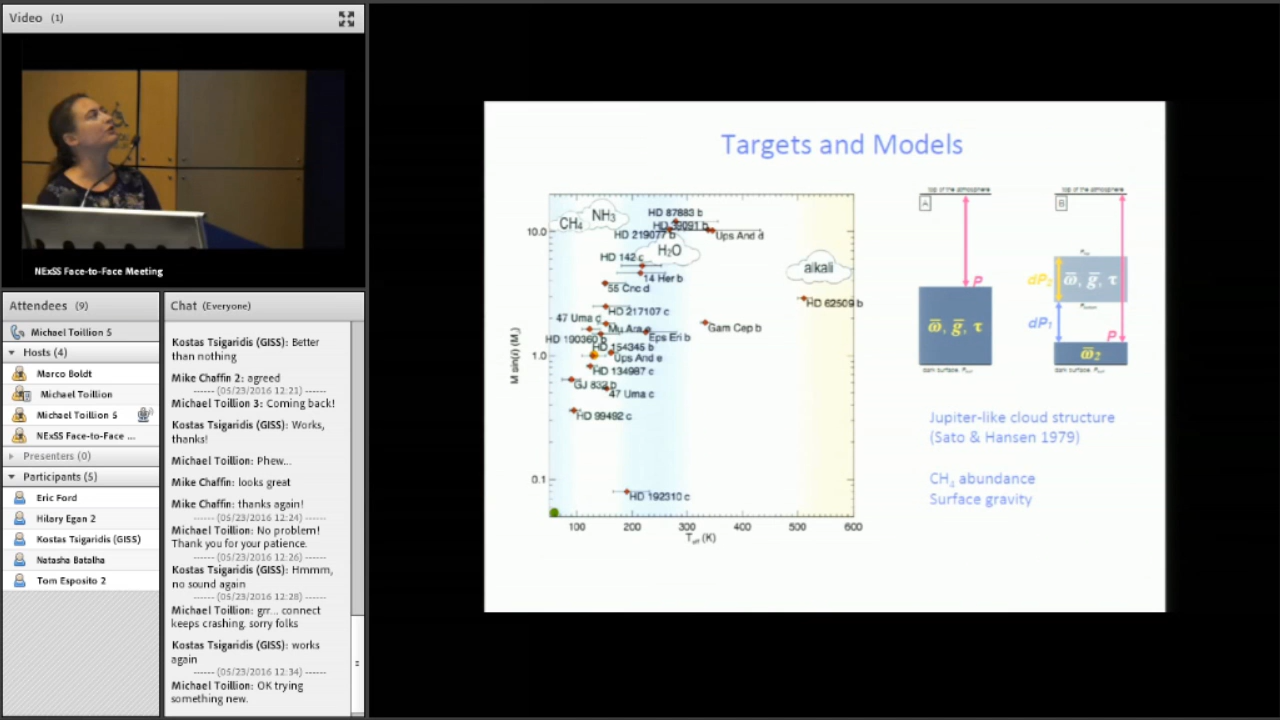 Video (1)
NExSS Face-to-Face Meeting
Attendees (9)
Michael Toillion 5
Hosts (4)
Marco Boldt
Michael Toillion
Michael Toillion 5
NExSS Face-to-Face ...
Presenters (0)
Participants (5)
Eric Ford
Hilary Egan 2
Kostas Tsigaridis (GISS)
Natasha Batalha
Tom Esposito 2
Chat (Everyone)
Kostas Tsigaridis (GISS): Better
than nothing
Mike Chaffin 2: agreed
------ (05/23/2016 12:21) ------
Michael Toillion 3: Coming back!
Kostas Tsigaridis (GISS): Works,
thanks!
Michael Toillion: Phew...
Mike Chaffin: looks great
Mike Chaffin: thanks again!
------ (05/23/2016 12:24) ------
Michael Toillion: No problem!
Thank you for your patience.
------ (05/23/2016 12:26) ------
Kostas Tsigaridis (GISS): Hmmm,
no sound again
------ (05/23/2016 12:28) ------
Michael Toillion: grr... connect
keeps crashing. sorry folks
Kostas Tsigaridis (GISS): works
again
------ (05/23/2016 12:34) ------
Michael Toillion: OK trying
something new.
Targets and Models
CH₄
NH₃
H₂O
alkali
HD 87883 b
HD 39091 b
HD 219077 b
Ups And d
HD 142 c
14 Her b
55 Cnc d
HD 62509 b
HD 217107 c
47 Uma c
Mu Ara e
Gam Cep b
HD 190360 b
Eps Eri b
HD 154345 b
Ups And e
HD 134987 c
GJ 832 b
47 Uma c
HD 99492 c
HD 192310 c
10.0
1.0
0.1
M sin(i) (MJ)
100
200
300
400
500
600
Teff (K)
top of the atmosphere
A
P
ω̅, g̅, τ
top of the atmosphere
B
dP₂
ω̅, g̅, τ
dP₁
P
ω̅₂
Jupiter-like cloud structure
(Sato & Hansen 1979)
CH₄ abundance
Surface gravity